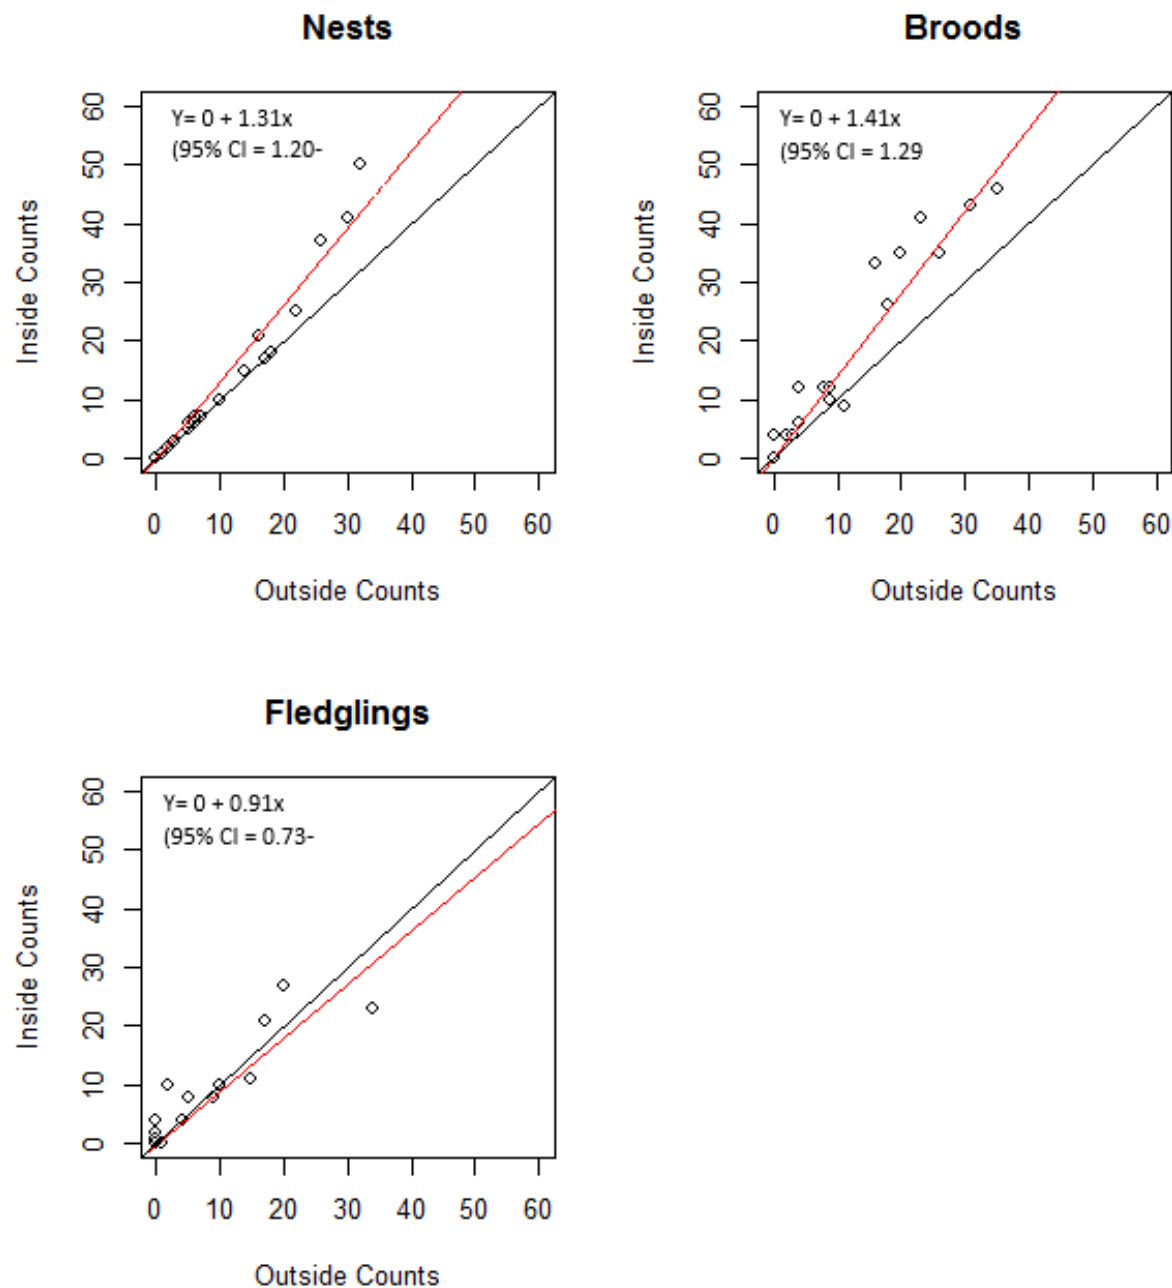 Nests
Y= 0 + 1.31x
(95% CI = 1.20-
60
50
40
30
20
10
0
Inside Counts
0 10 20 30 40 50 60
Outside Counts
Broods
Y= 0 + 1.41x
(95% CI = 1.29
60
50
40
30
20
10
0
Inside Counts
0 10 20 30 40 50 60
Outside Counts
Fledglings
Y= 0 + 0.91x
(95% CI = 0.73-
60
50
40
30
20
10
0
Inside Counts
0 10 20 30 40 50 60
Outside Counts